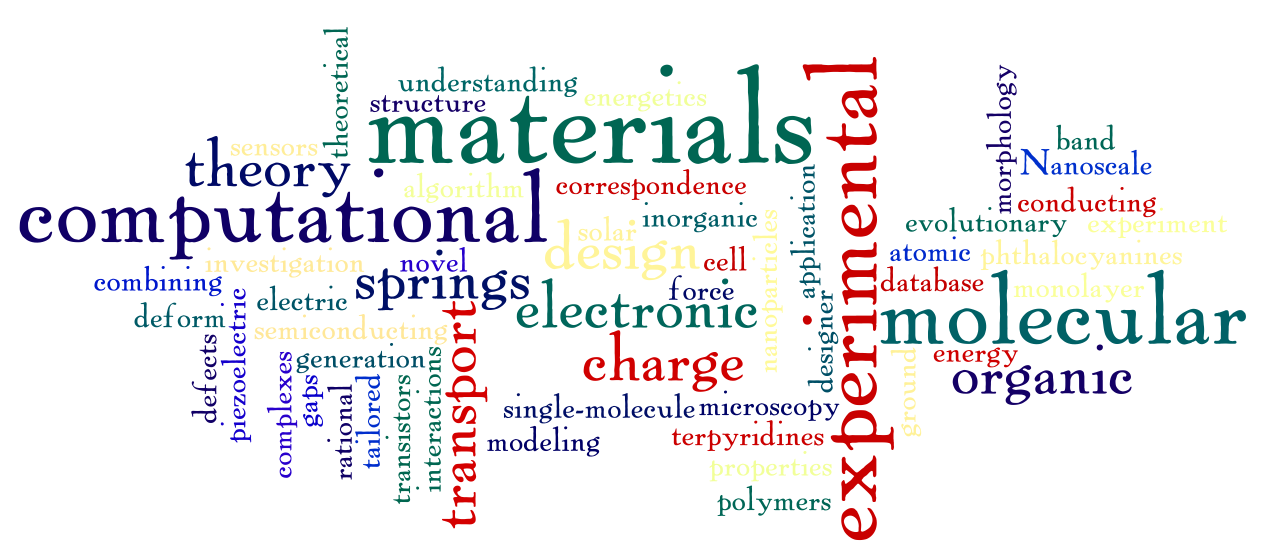 theoretical
understanding
energetics
structure
materials
experimental
morphology
band
Nanoscale
sensors
theory
algorithm
correspondence
application
conducting
computational
inorganic
evolutionary
experiment
solar
design
nanoparticles
atomic
phthalocyanines
investigation
novel
cell
combining
springs
force
database
monolayer
electric
electronic
molecular
deform
piezoelectric
semiconducting
transport
designer
defects
generation
charge
energy
ground
organic
complexes
gaps
rational
tailored
transistors
interactions
single-molecule
microscopy
modeling
terpyridines
properties
polymers